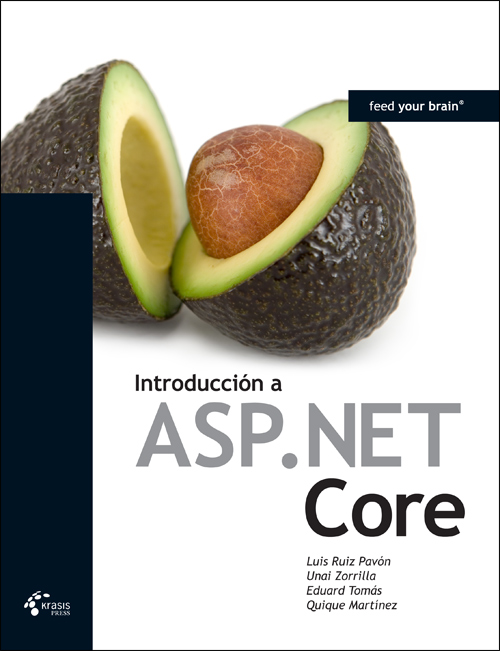 feed your brain®
Introducción a
ASP.NET
Core
Luis Ruiz Pavón
Unai Zorrilla
Eduard Tomás
Quique Martínez
krasis
PRESS